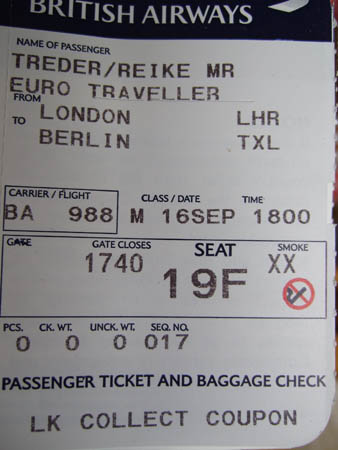 BRITISH AIRWAYS
NAME OF PASSENGER
TREDER/REIKE MR
EURO TRAVELLER
FROM LONDON LHR
TO BERLIN TXL
CARRIER / FLIGHT CLASS / DATE TIME
BA 988 M 16SEP 1800
GATE GATE CLOSES SEAT SMOKE
1740 19F XX
PCS. CK. WT. UNCK. WT. SEQ. NO.
0 0 0 017
PASSENGER TICKET AND BAGGAGE CHECK
LK COLLECT COUPON